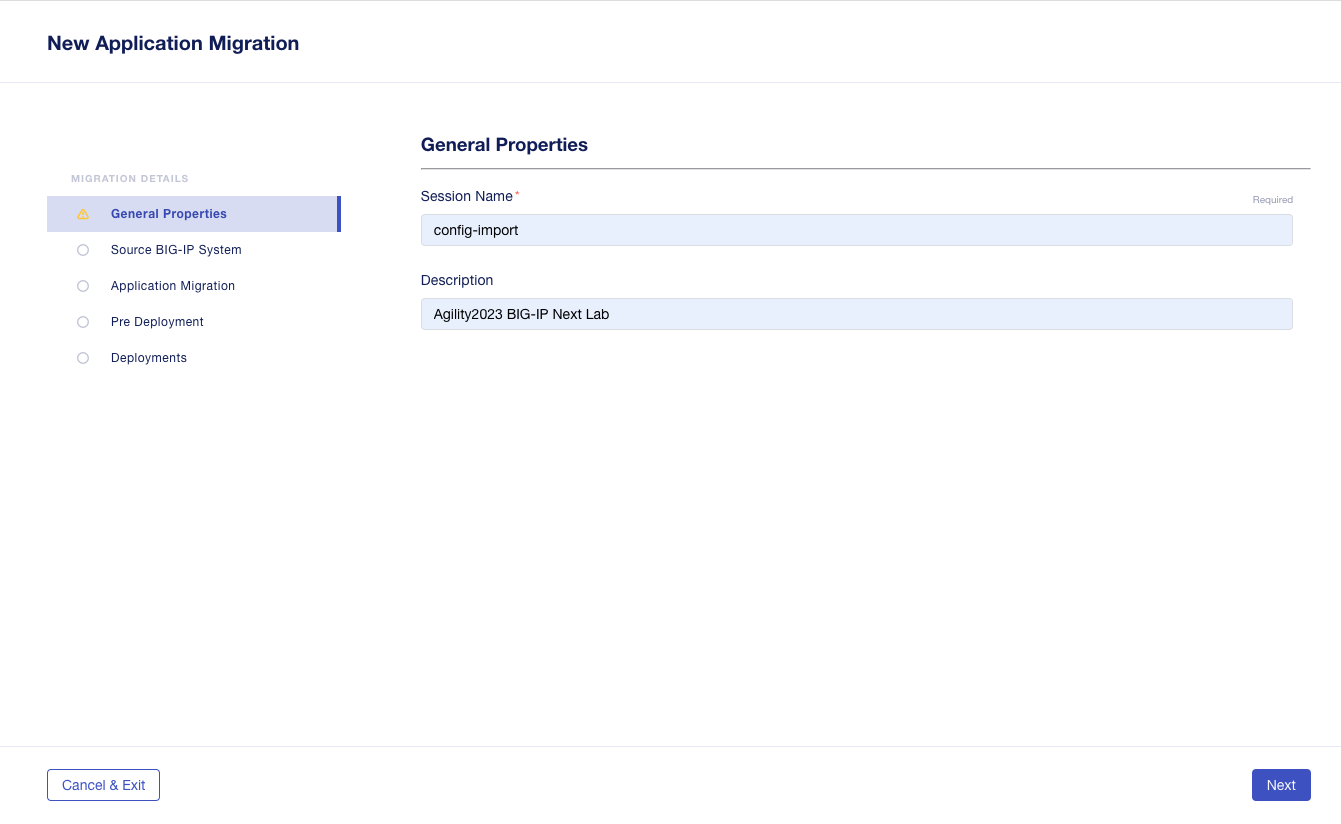 New Application Migration
MIGRATION DETAILS
General Properties
Source BIG-IP System
Application Migration
Pre Deployment
Deployments
General Properties
Session Name*
Required
config-import
Description
Agility2023 BIG-IP Next Lab
Cancel & Exit
Next